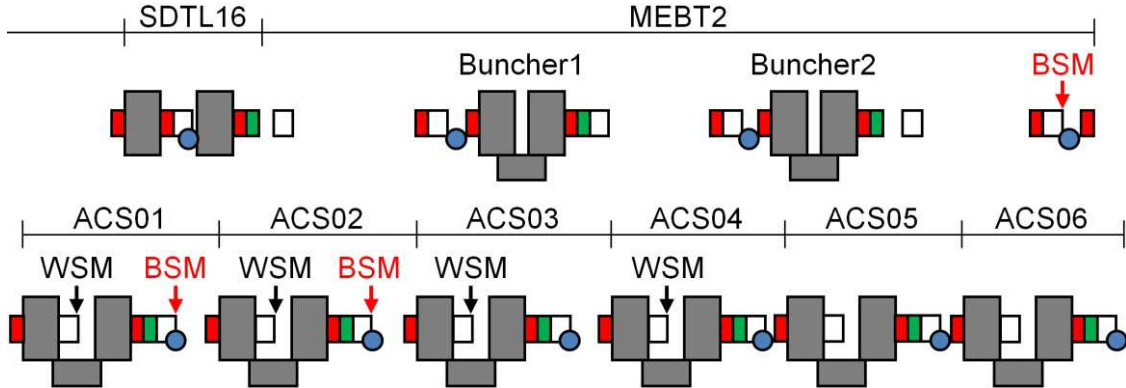 SDTL16 MEBT2
Buncher1 Buncher2 BSM
ACS01 ACS02 ACS03 ACS04 ACS05 ACS06
WSM BSM WSM BSM WSM WSM